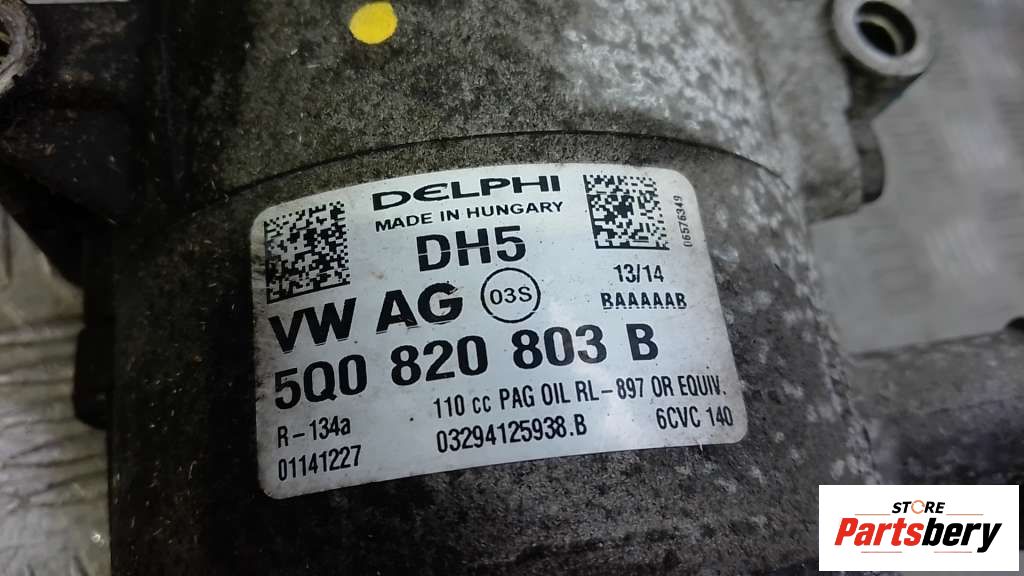 DELPHI
MADE IN HUNGARY
DH5
06576349
13/14
BAAAAAB
VW AG 03S
5Q0 820 803 B
110 cc PAG OIL RL-897 OR EQUIV.
R-134a
03294125938.B
6CVC 140
01141227
STORE
Partsbery